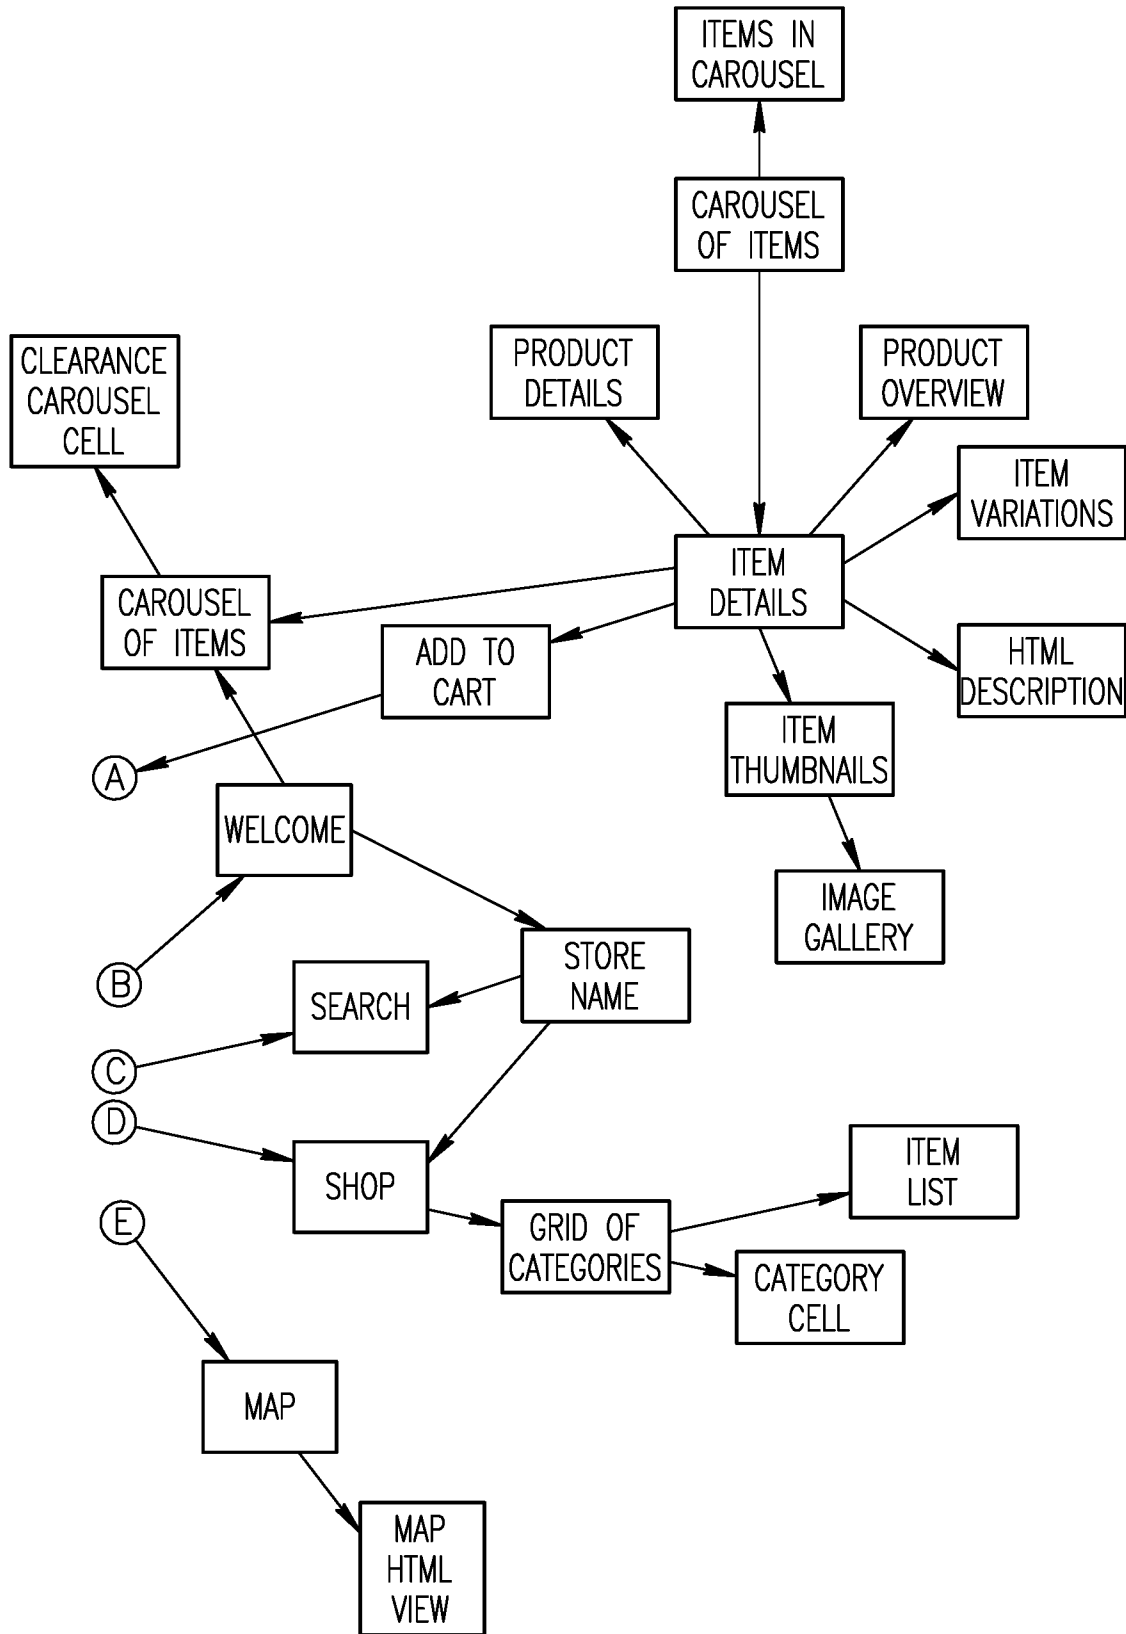 ITEMS IN
CAROUSEL
CAROUSEL
OF ITEMS
CLEARANCE
CAROUSEL
CELL
PRODUCT
DETAILS
PRODUCT
OVERVIEW
ITEM
VARIATIONS
ITEM
DETAILS
CAROUSEL
OF ITEMS
ADD TO
CART
HTML
DESCRIPTION
ITEM
THUMBNAILS
A
WELCOME
IMAGE
GALLERY
B
STORE
NAME
SEARCH
C
D
SHOP
ITEM
LIST
E
GRID OF
CATEGORIES
CATEGORY
CELL
MAP
MAP
HTML
VIEW